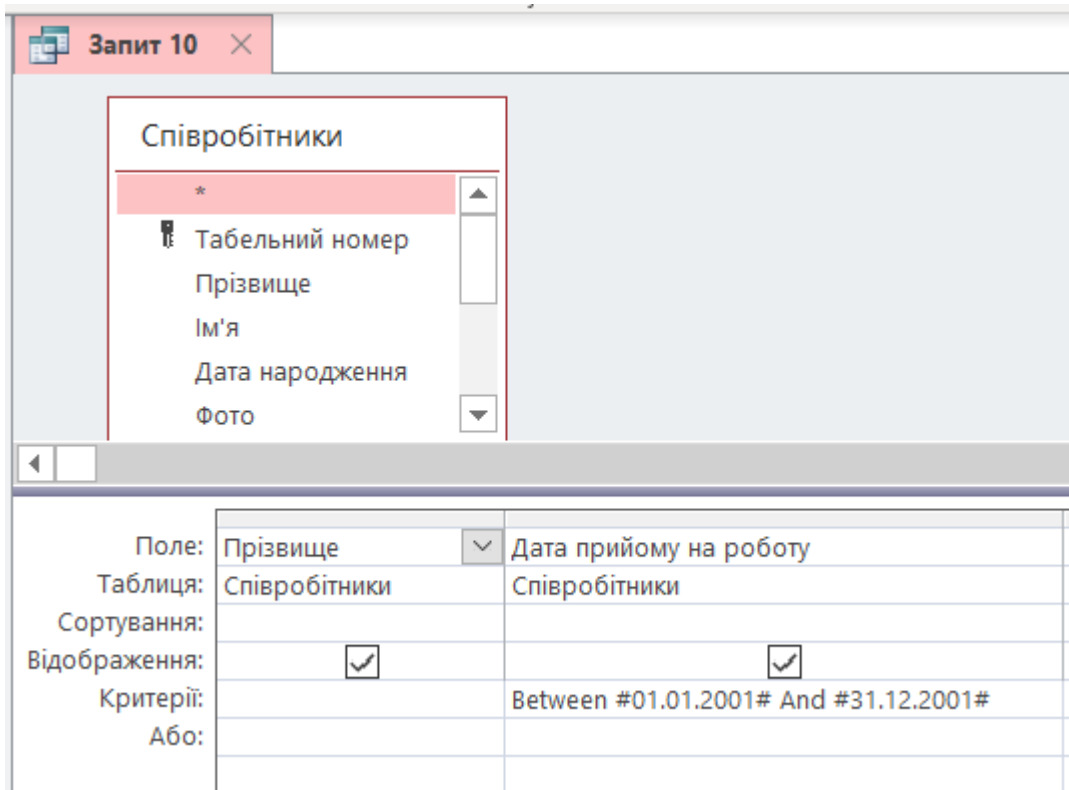 Запит 10
Співробітники
*
Табельний номер
Прізвище
Ім'я
Дата народження
Фото
Поле: Прізвище Дата прийому на роботу
Таблиця: Співробітники Співробітники
Сортування:
Відображення:
Критерії: Between #01.01.2001# And #31.12.2001#
Або: